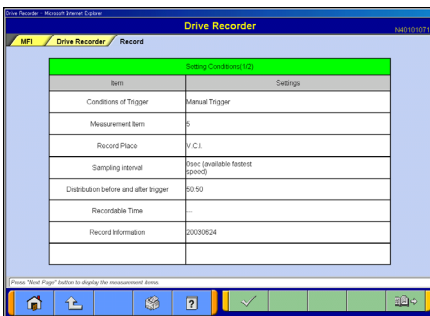 Drive Recorder - Microsoft Internet Explorer
Drive Recorder
N40101071
MFI Drive Recorder Record
Setting Conditions(1/2)
Item Settings
Conditions of Trigger Manual Trigger
Measurement Item 5
Record Place V.C.I.
Sampling interval 0sec (available fastest
speed)
Distribution before and after trigger 50:50
Recordable Time ---
Record Information 20030624
Press "Next Page" button to display the measurement items.
?